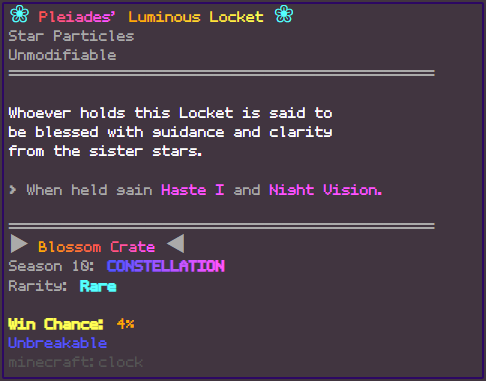 ❀ Pleiades’ Luminous Locket ❀
Star Particles
Unmodifiable
Whoever holds this Locket is said to
be blessed with guidance and clarity
from the sister stars.
› When held gain Haste I and Night Vision.
▶ Blossom Crate ◀
Season 10: CONSTELLATION
Rarity: Rare
Win Chance: 4%
Unbreakable
minecraft:clock